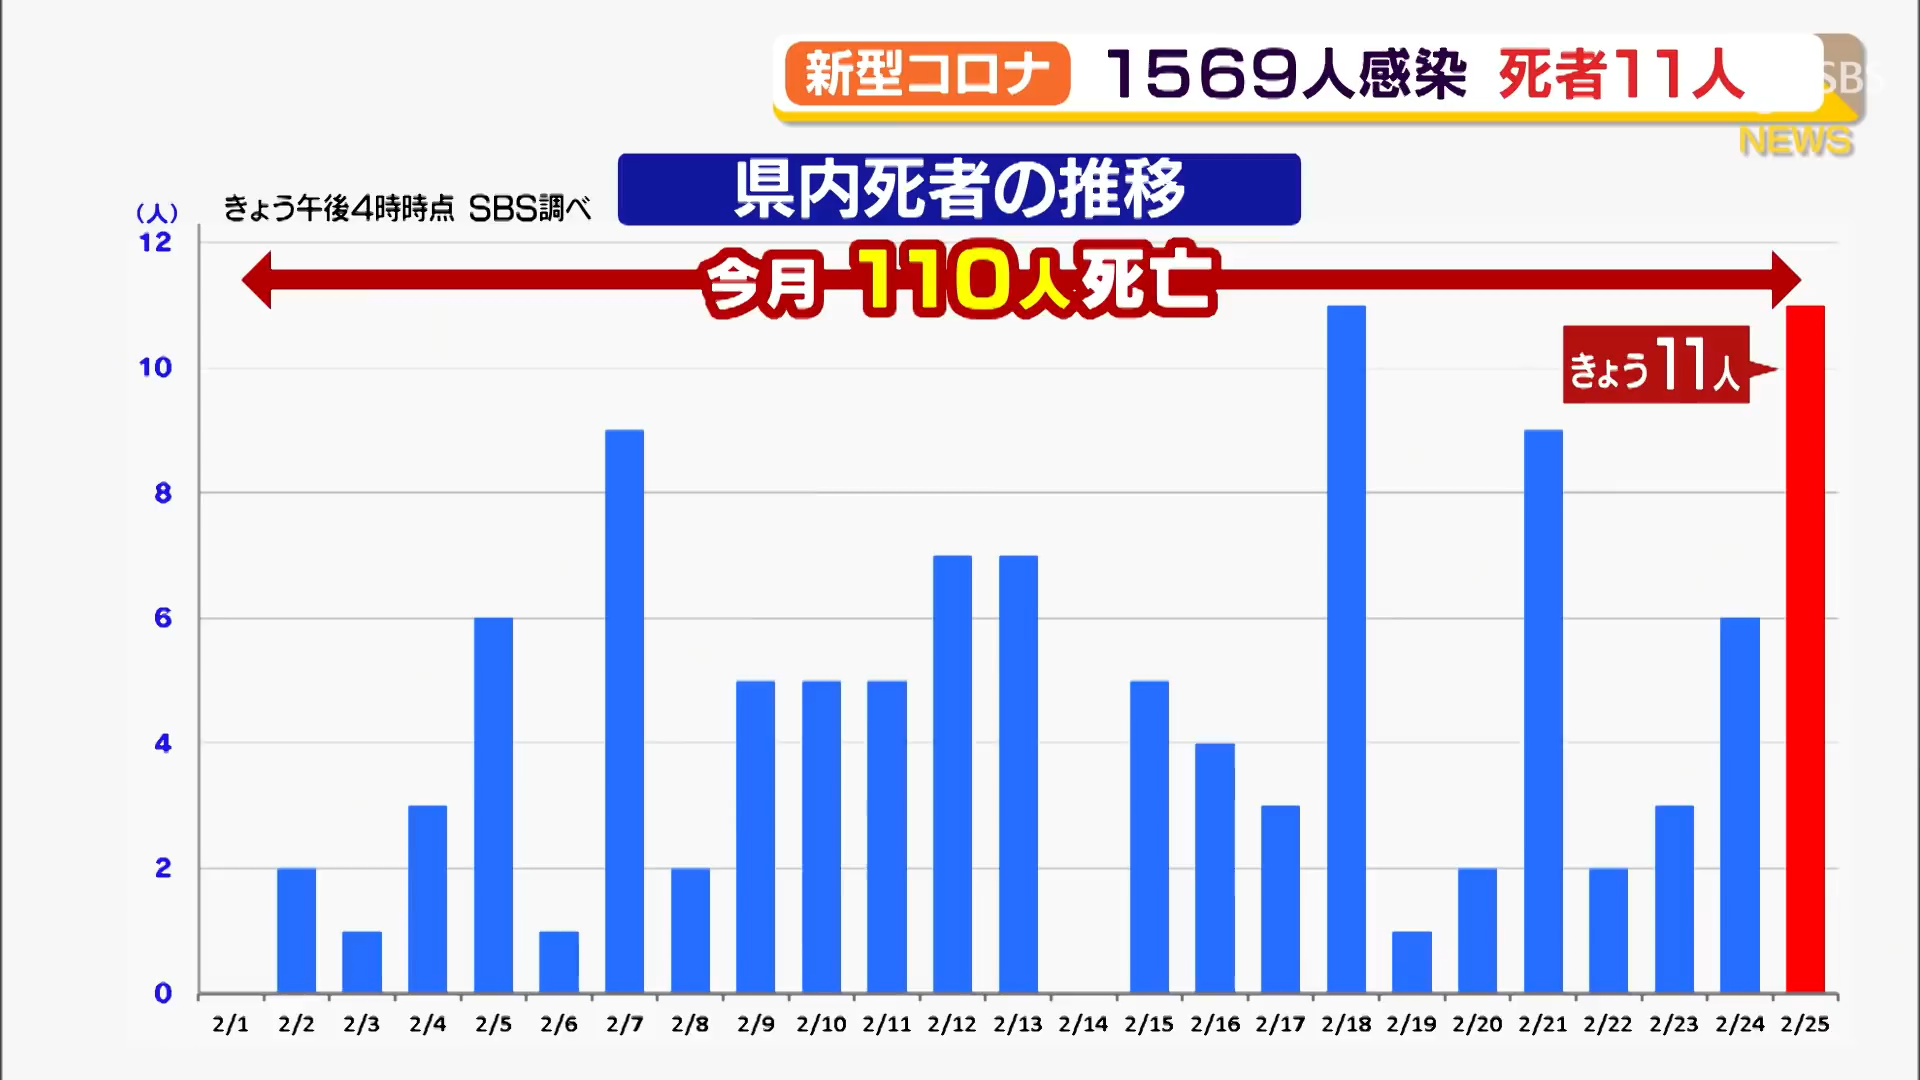 新型コロナ 1569人感染 死者11人
SBS
NEWS
県内死者の推移
(人) きょう午後4時時点 SBS調べ
今月 110人死亡
きょう11人
12
10
8
6
4
2
0
2/1 2/2 2/3 2/4 2/5 2/6 2/7 2/8 2/9 2/10 2/11 2/12 2/13 2/14 2/15 2/16 2/17 2/18 2/19 2/20 2/21 2/22 2/23 2/24 2/25